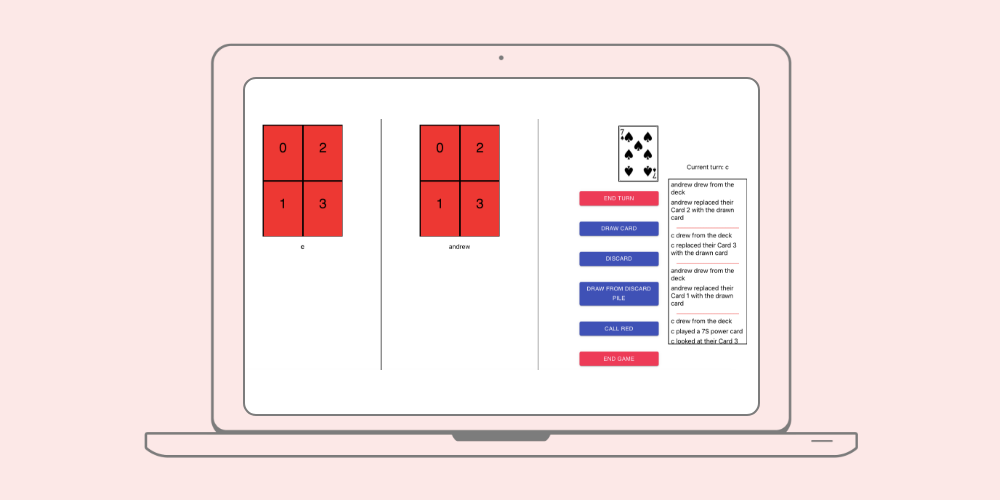 0 2
1 3
c
0 2
1 3
andrew
7
7
END TURN
DRAW CARD
DISCARD
DRAW FROM DISCARD
PILE
CALL RED
END GAME
Current turn: c
andrew drew from the
deck
andrew replaced their
Card 2 with the drawn
card
c drew from the deck
c replaced their Card 3
with the drawn card
andrew drew from the
deck
andrew replaced their
Card 1 with the drawn
card
c drew from the deck
c played a 7S power card
c looked at their Card 3